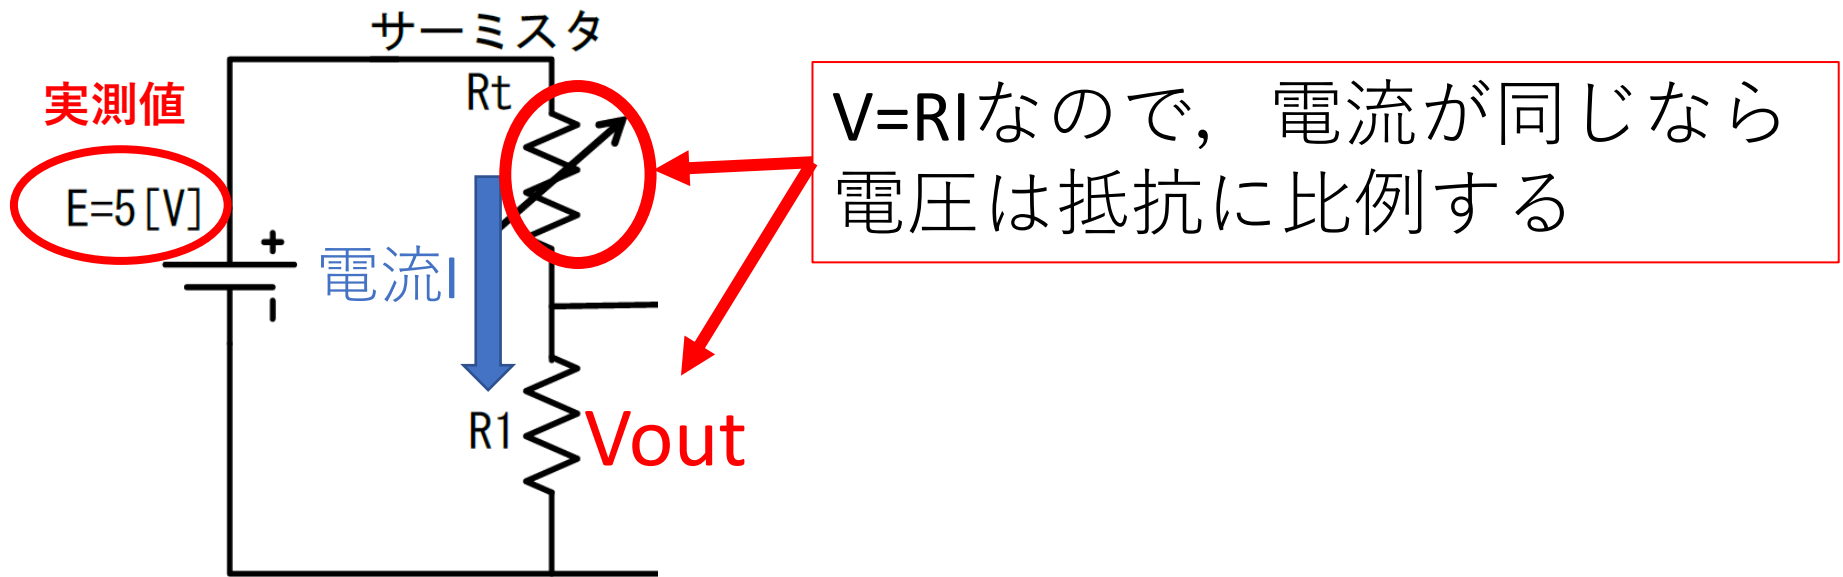 サーミスタ
Rt
実測値
E=5[V]
+
-
電流I
R1
Vout
V=RIなので, 電流が同じなら
電圧は抵抗に比例する